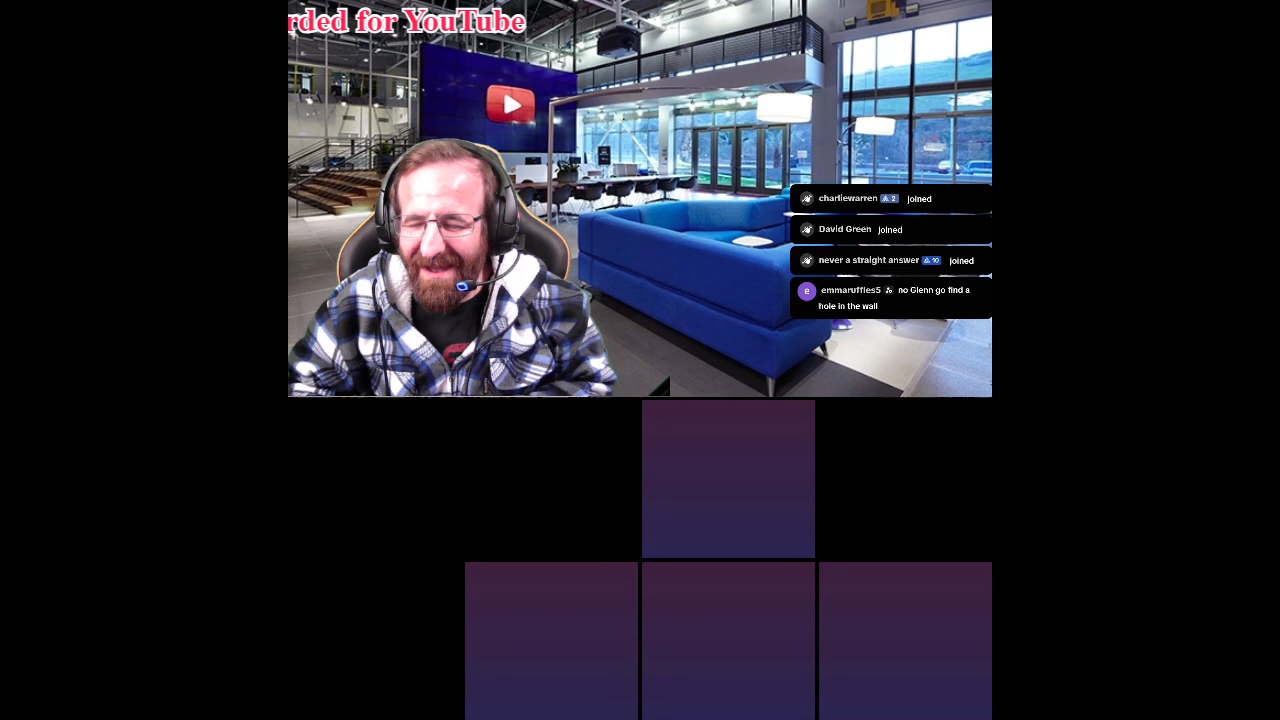 rded for YouTube
charliewarren 2 joined
David Green joined
never a straight answer 10 joined
e emmaruffles5 no Glenn go find a
hole in the wall